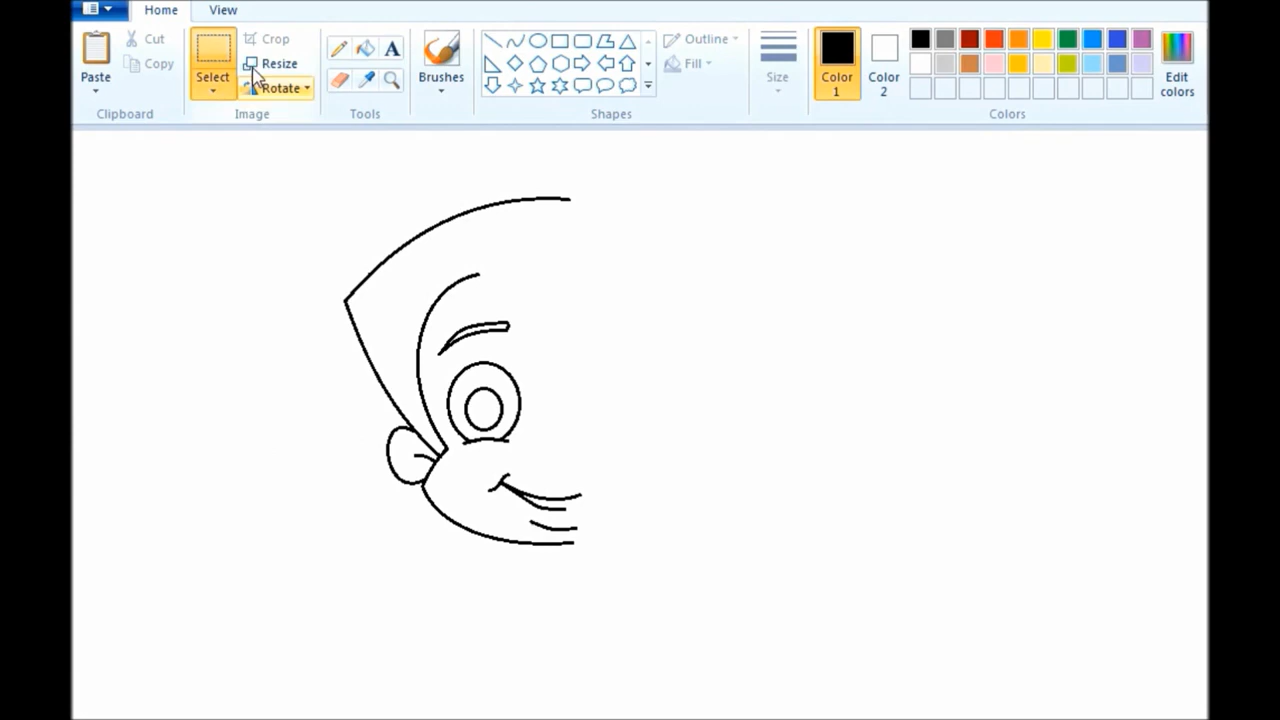 Home View
Paste
Cut
Copy
Clipboard
Select
Crop
Resize
Rotate
Image
A
Tools
Brushes
Outline
Fill
Shapes
Size
Color
1
Color
2
Edit
colors
Colors